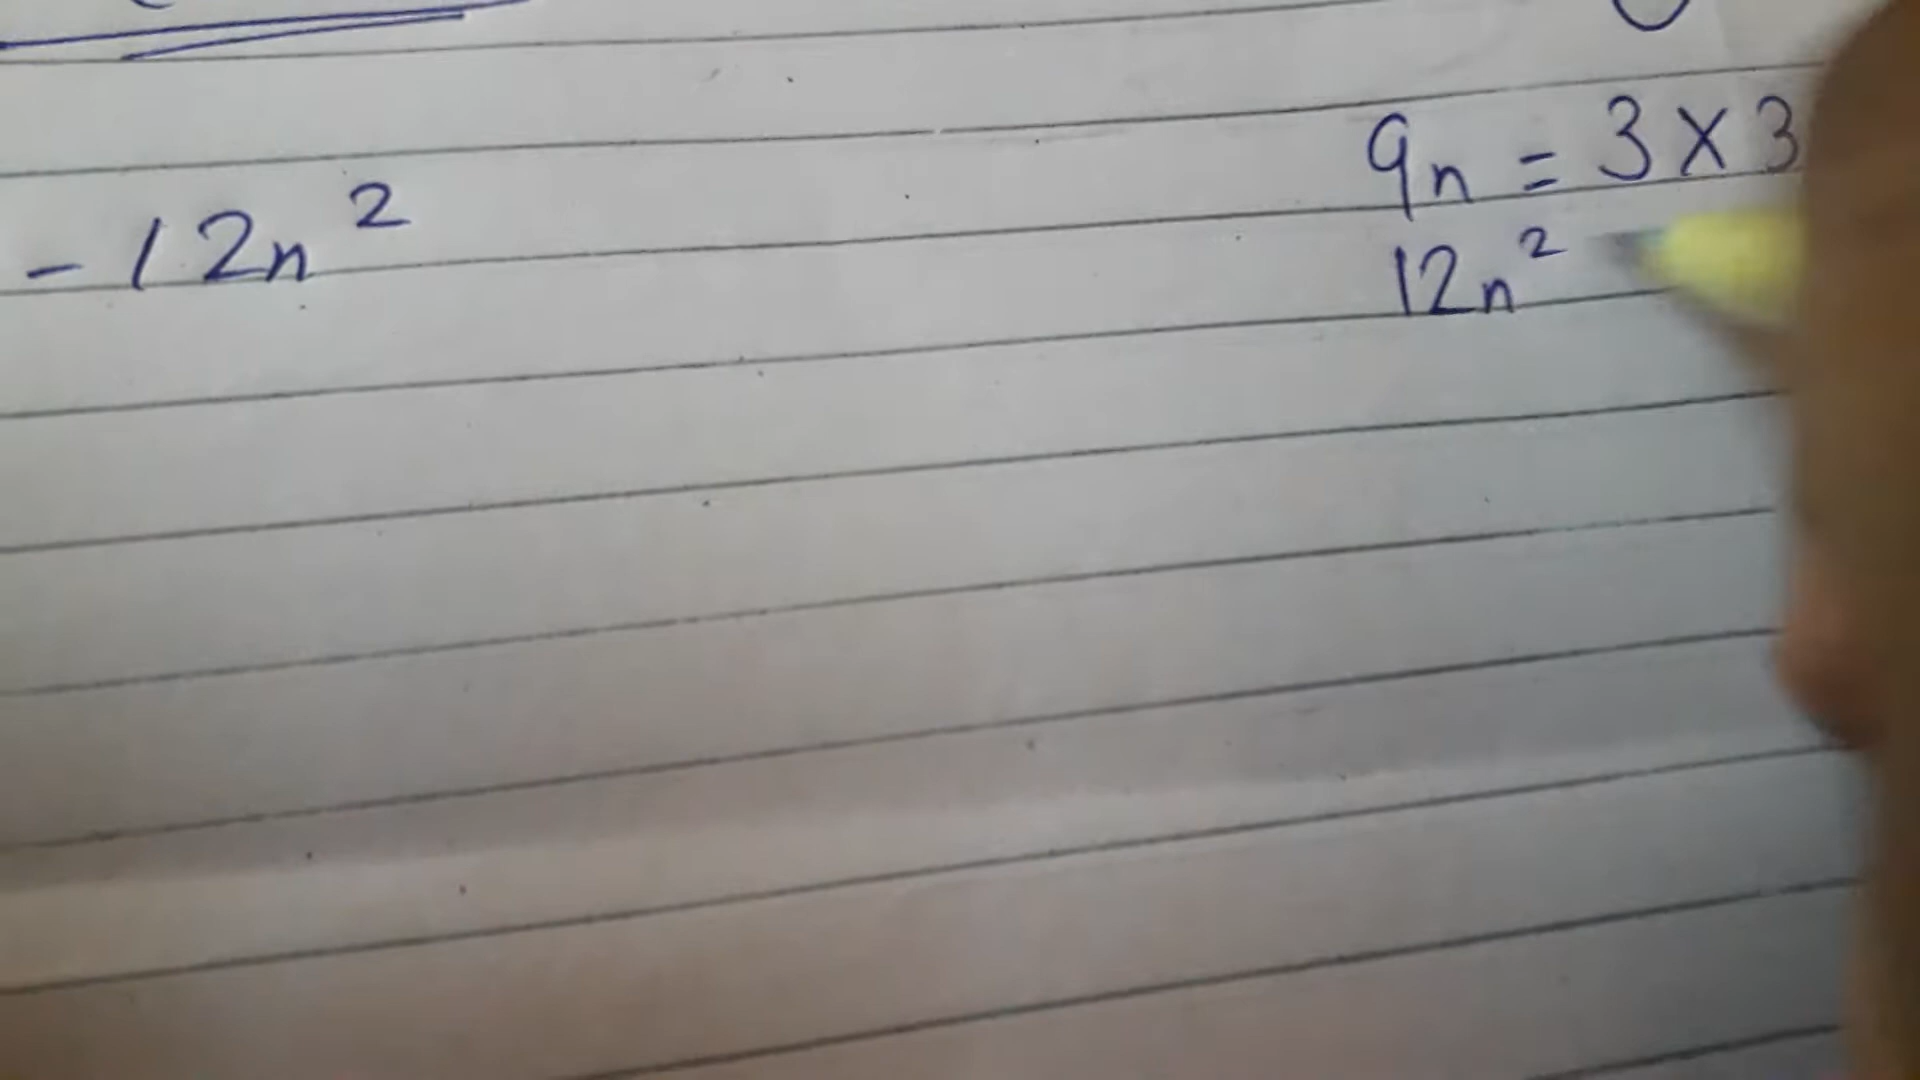 9n = 3 × 3
- 12n²
12n²